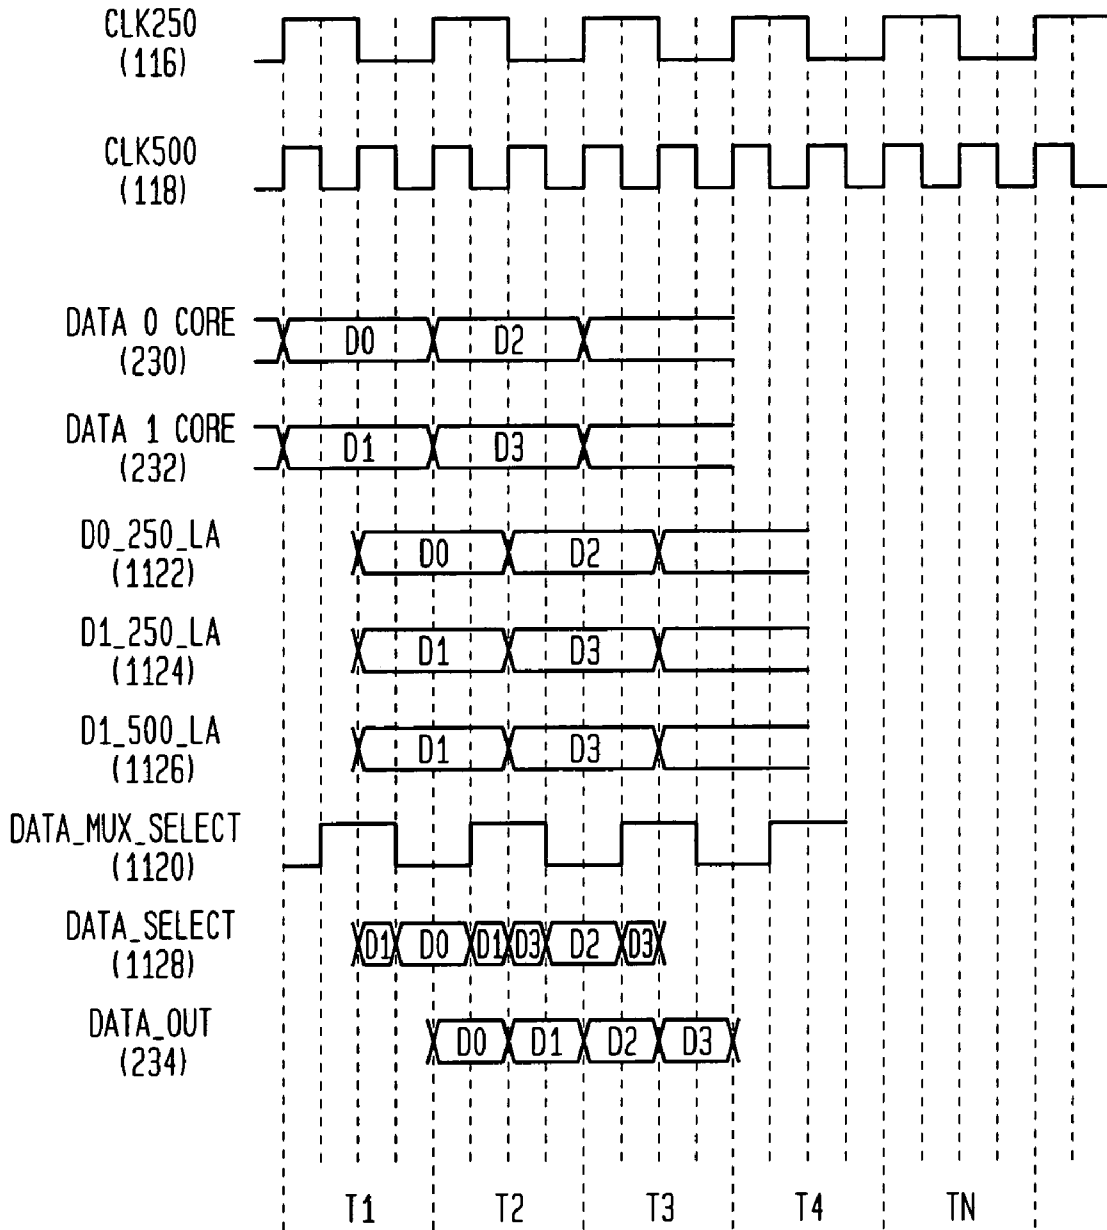 CLK250
(116)
CLK500
(118)
DATA 0 CORE
(230)
D0 D2
DATA 1 CORE
(232)
D1 D3
D0_250_LA
(1122)
D0 D2
D1_250_LA
(1124)
D1 D3
D1_500_LA
(1126)
D1 D3
DATA_MUX_SELECT
(1120)
DATA_SELECT
(1128)
D1 D0 D1 D3 D2 D3
DATA_OUT
(234)
D0 D1 D2 D3
T1 T2 T3 T4 TN